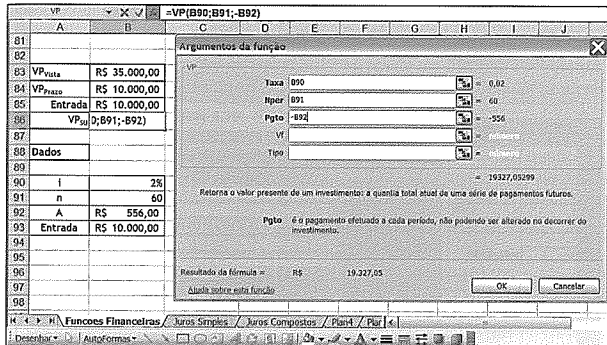 VP =VP(B90;B91;-B92)
A B C D E F G H I J
81
82
83 VPVista R$ 35.000,00
84 VPPrazo R$ 10.000,00
85 Entrada R$ 10.000,00
86 VPsu 0;B91;-B92)
87
88 Dados
89
90 i 2%
91 n 60
92 A R$ 556,00
93 Entrada R$ 10.000,00
94
95
96
97
98
Argumentos da função
VP
Taxa B90 = 0,02
Nper B91 = 60
Pgto -B92 = -556
Vf = número
Tipo = número
= 19327,05299
Retorna o valor presente de um investimento: a quantia total atual de uma série de pagamentos futuros.
Pgto é o pagamento efetuado a cada período, não podendo ser alterado no decorrer do
investimento.
Resultado da fórmula = R$ 19.327,05
Ajuda sobre esta função
OK Cancelar
Funcoes Financeiras / Juros Simples / Juros Compostos / Plan4 / Plar
Desenhar AutoFormas